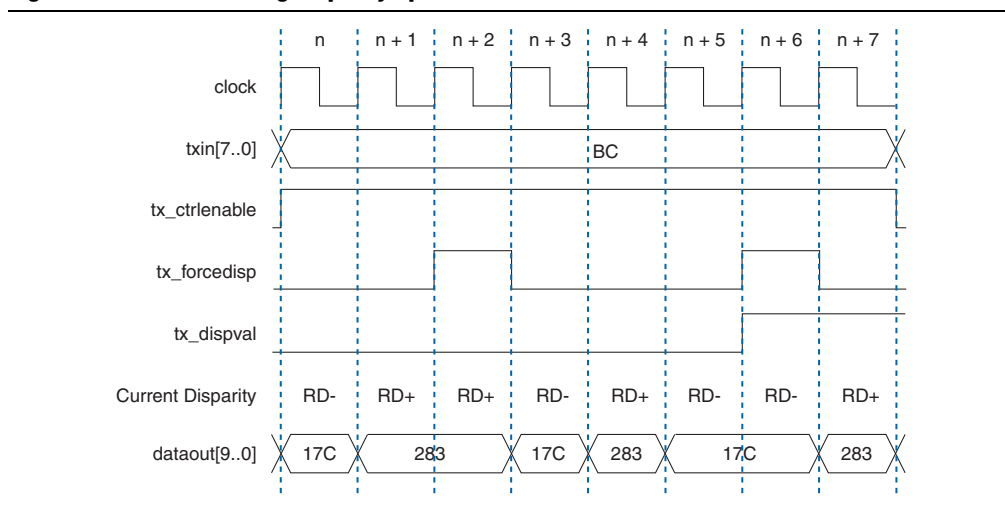 n n + 1 n + 2 n + 3 n + 4 n + 5 n + 6 n + 7
clock
txin[7..0] BC
tx_ctrlenable
tx_forcedisp
tx_dispval
Current Disparity RD- RD+ RD+ RD- RD+ RD- RD- RD+
dataout[9..0] 17C 283 17C 283 17C 283